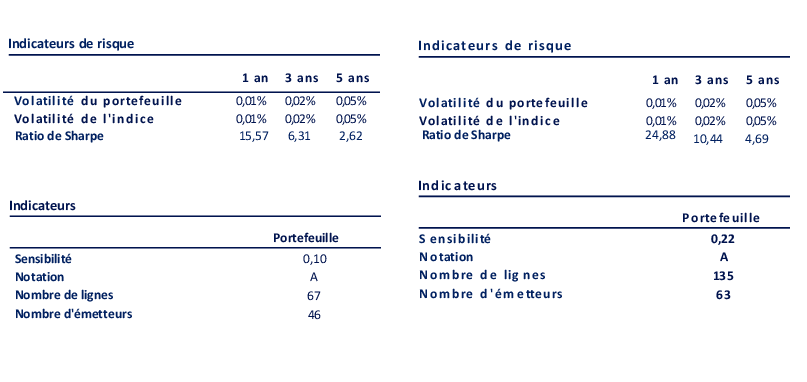 Indicateurs de risque
1 an 3 ans 5 ans
Volatilité du portefeuille 0,01% 0,02% 0,05%
Volatilité de l'indice 0,01% 0,02% 0,05%
Ratio de Sharpe 15,57 6,31 2,62
Indicateurs
Portefeuille
Sensibilité 0,10
Notation A
Nombre de lignes 67
Nombre d'émetteurs 46
Indicateurs de risque
1 an 3 ans 5 ans
Volatilité du portefeuille 0,01% 0,02% 0,05%
Volatilité de l'indice 0,01% 0,02% 0,05%
Ratio de Sharpe 24,88 10,44 4,69
Indicateurs
Portefeuille
Sensibilité 0,22
Notation A
Nombre de lignes 135
Nombre d'émetteurs 63